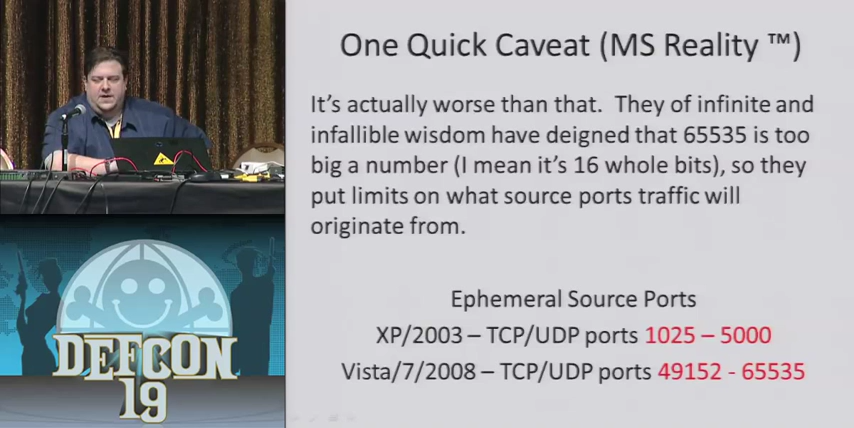 One Quick Caveat (MS Reality ™)
It's actually worse than that. They of infinite and
infallible wisdom have deigned that 65535 is too
big a number (I mean it's 16 whole bits), so they
put limits on what source ports traffic will
originate from.
Ephemeral Source Ports
XP/2003 – TCP/UDP ports 1025 – 5000
Vista/7/2008 – TCP/UDP ports 49152 - 65535
DEFCON
19